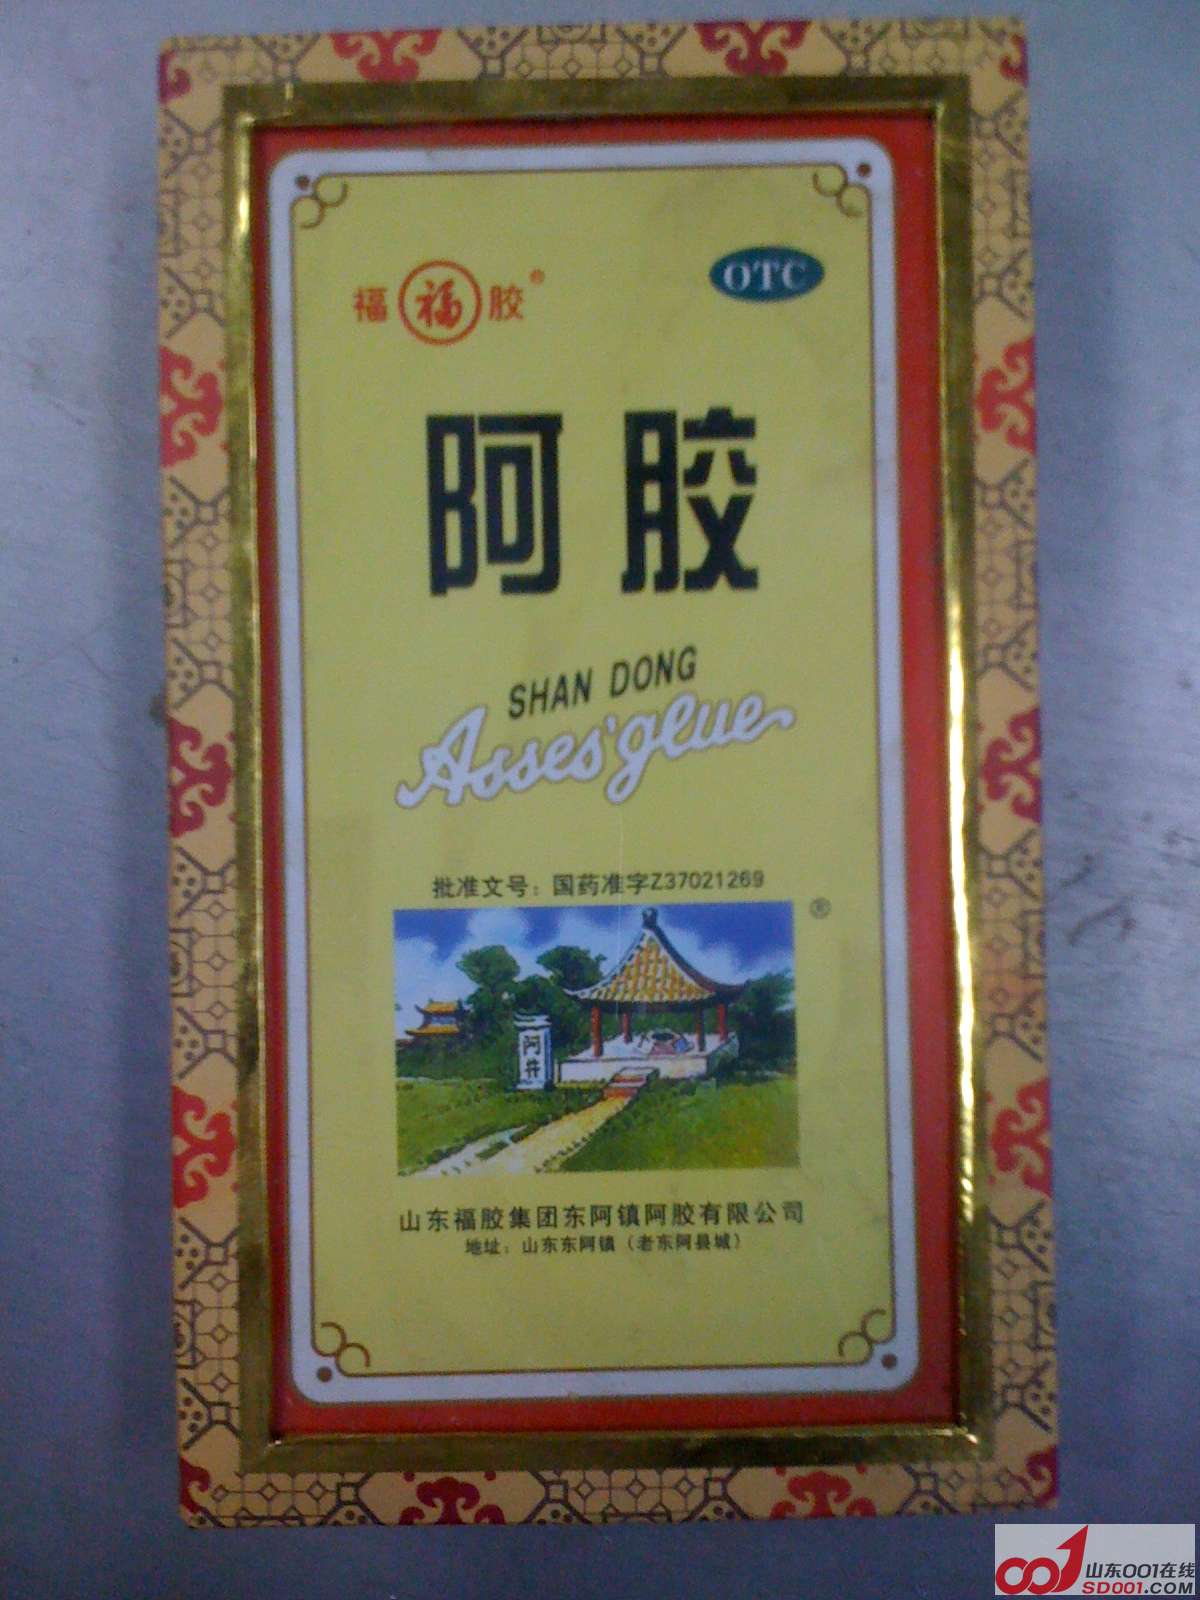 福 福 胶®
OTC
阿胶
SHAN DONG
Asses'glue
批准文号：国药准字Z37021269
®
阿井
山东福胶集团东阿镇阿胶有限公司
地址：山东东阿镇（老东阿县城）
001 山东001在线
SD001.COM